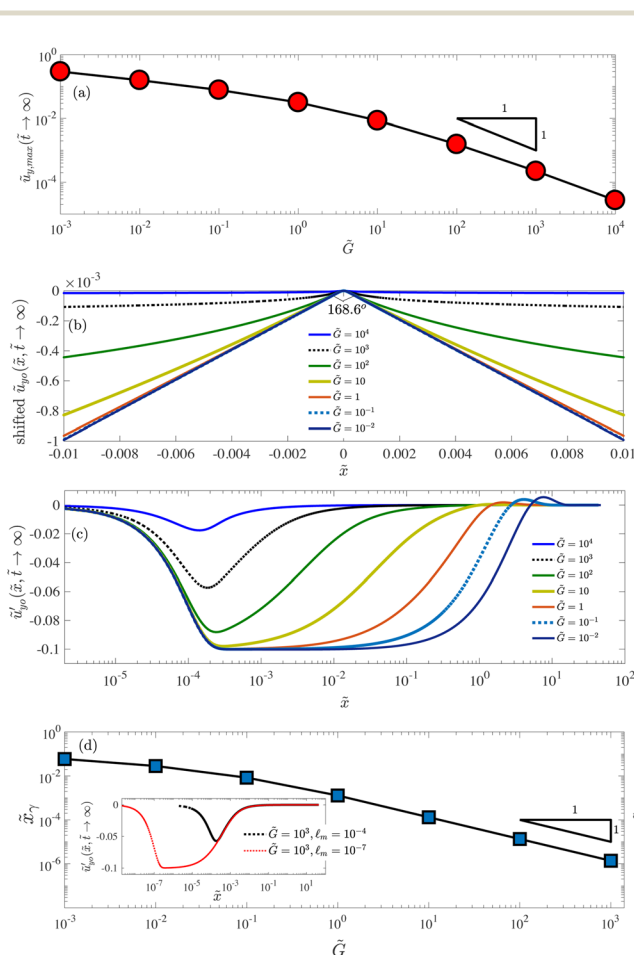 10^0
10^-2
10^-4
(a)
1
1
ũ_{y,max}(t̃ → ∞)
10^-3 10^-2 10^-1 10^0 10^1 10^2 10^3 10^4
G̃
×10^-3
0
-0.2
-0.4
-0.6
-0.8
-1
(b)
168.6^o
shifted ũ_{yo}(x̃, t̃ → ∞)
G̃ = 10^4
G̃ = 10^3
G̃ = 10^2
G̃ = 10
G̃ = 1
G̃ = 10^-1
G̃ = 10^-2
-0.01 -0.008 -0.006 -0.004 -0.002 0 0.002 0.004 0.006 0.008 0.01
x̃
0
-0.02
-0.04
-0.06
-0.08
-0.1
(c)
ũ'_{yo}(x̃, t̃ → ∞)
G̃ = 10^4
G̃ = 10^3
G̃ = 10^2
G̃ = 10
G̃ = 1
G̃ = 10^-1
G̃ = 10^-2
10^-5 10^-4 10^-3 10^-2 10^-1 10^0 10^1 10^2
x̃
10^0
10^-2
10^-4
10^-6
(d)
x̃_γ
1
1
0
-0.05
-0.1
ũ'_{yo}(x̃, t̃ → ∞)
G̃ = 10^3, ℓ_m = 10^-4
G̃ = 10^3, ℓ_m = 10^-7
10^-7 10^-5 10^-3 10^-1 10^1
x̃
10^-3 10^-2 10^-1 10^0 10^1 10^2 10^3
G̃